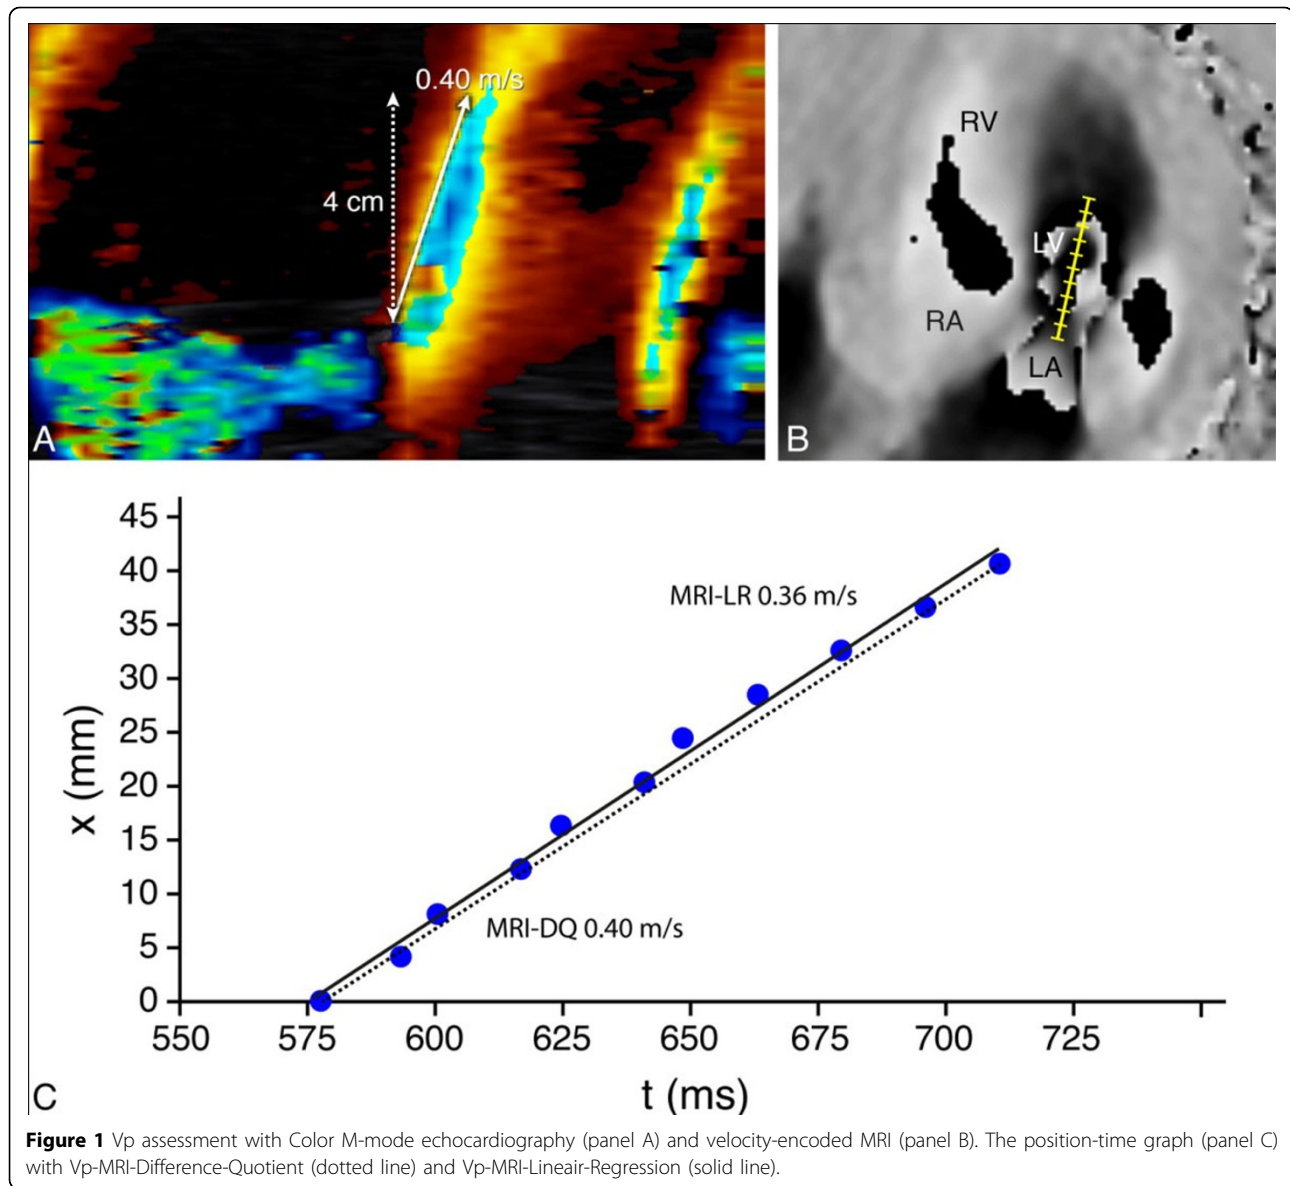 0.40 m/s
4 cm
A
RV
LV
RA
LA
B
45
40
35
30
25
20
15
10
5
0
x (mm)
MRI-LR 0.36 m/s
MRI-DQ 0.40 m/s
550 575 600 625 650 675 700 725
t (ms)
C
Figure 1 Vp assessment with Color M-mode echocardiography (panel A) and velocity-encoded MRI (panel B). The position-time graph (panel C)
with Vp-MRI-Difference-Quotient (dotted line) and Vp-MRI-Lineair-Regression (solid line).